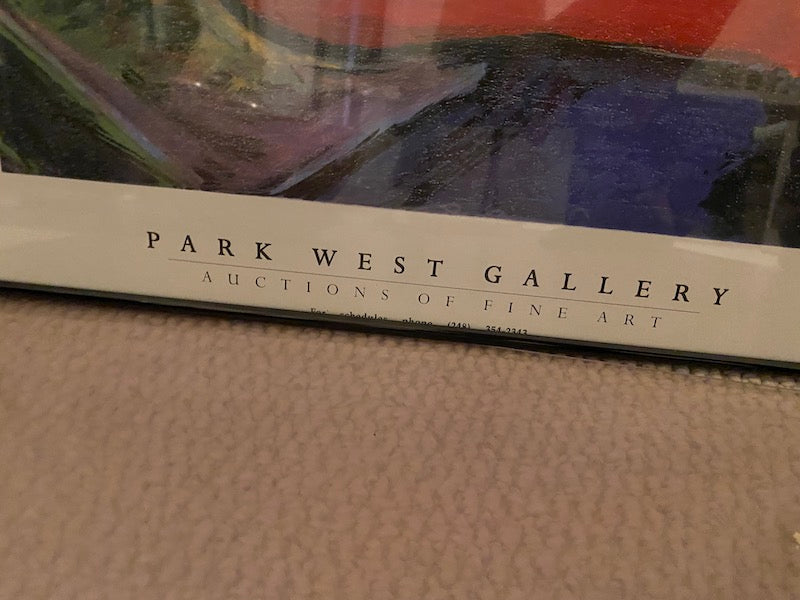 PARK WEST GALLERY
AUCTIONS OF FINE ART
For schedules phone (248) 354-2343